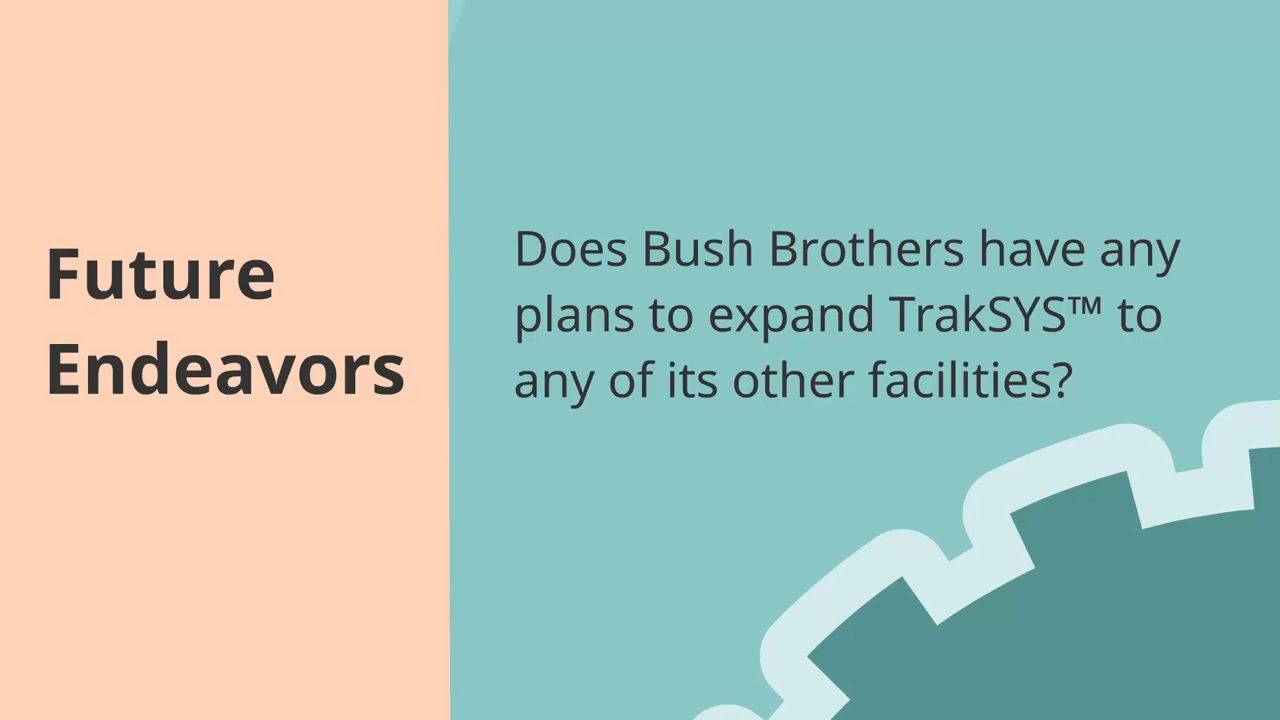 Future
Endeavors
Does Bush Brothers have any
plans to expand TrakSYS™ to
any of its other facilities?